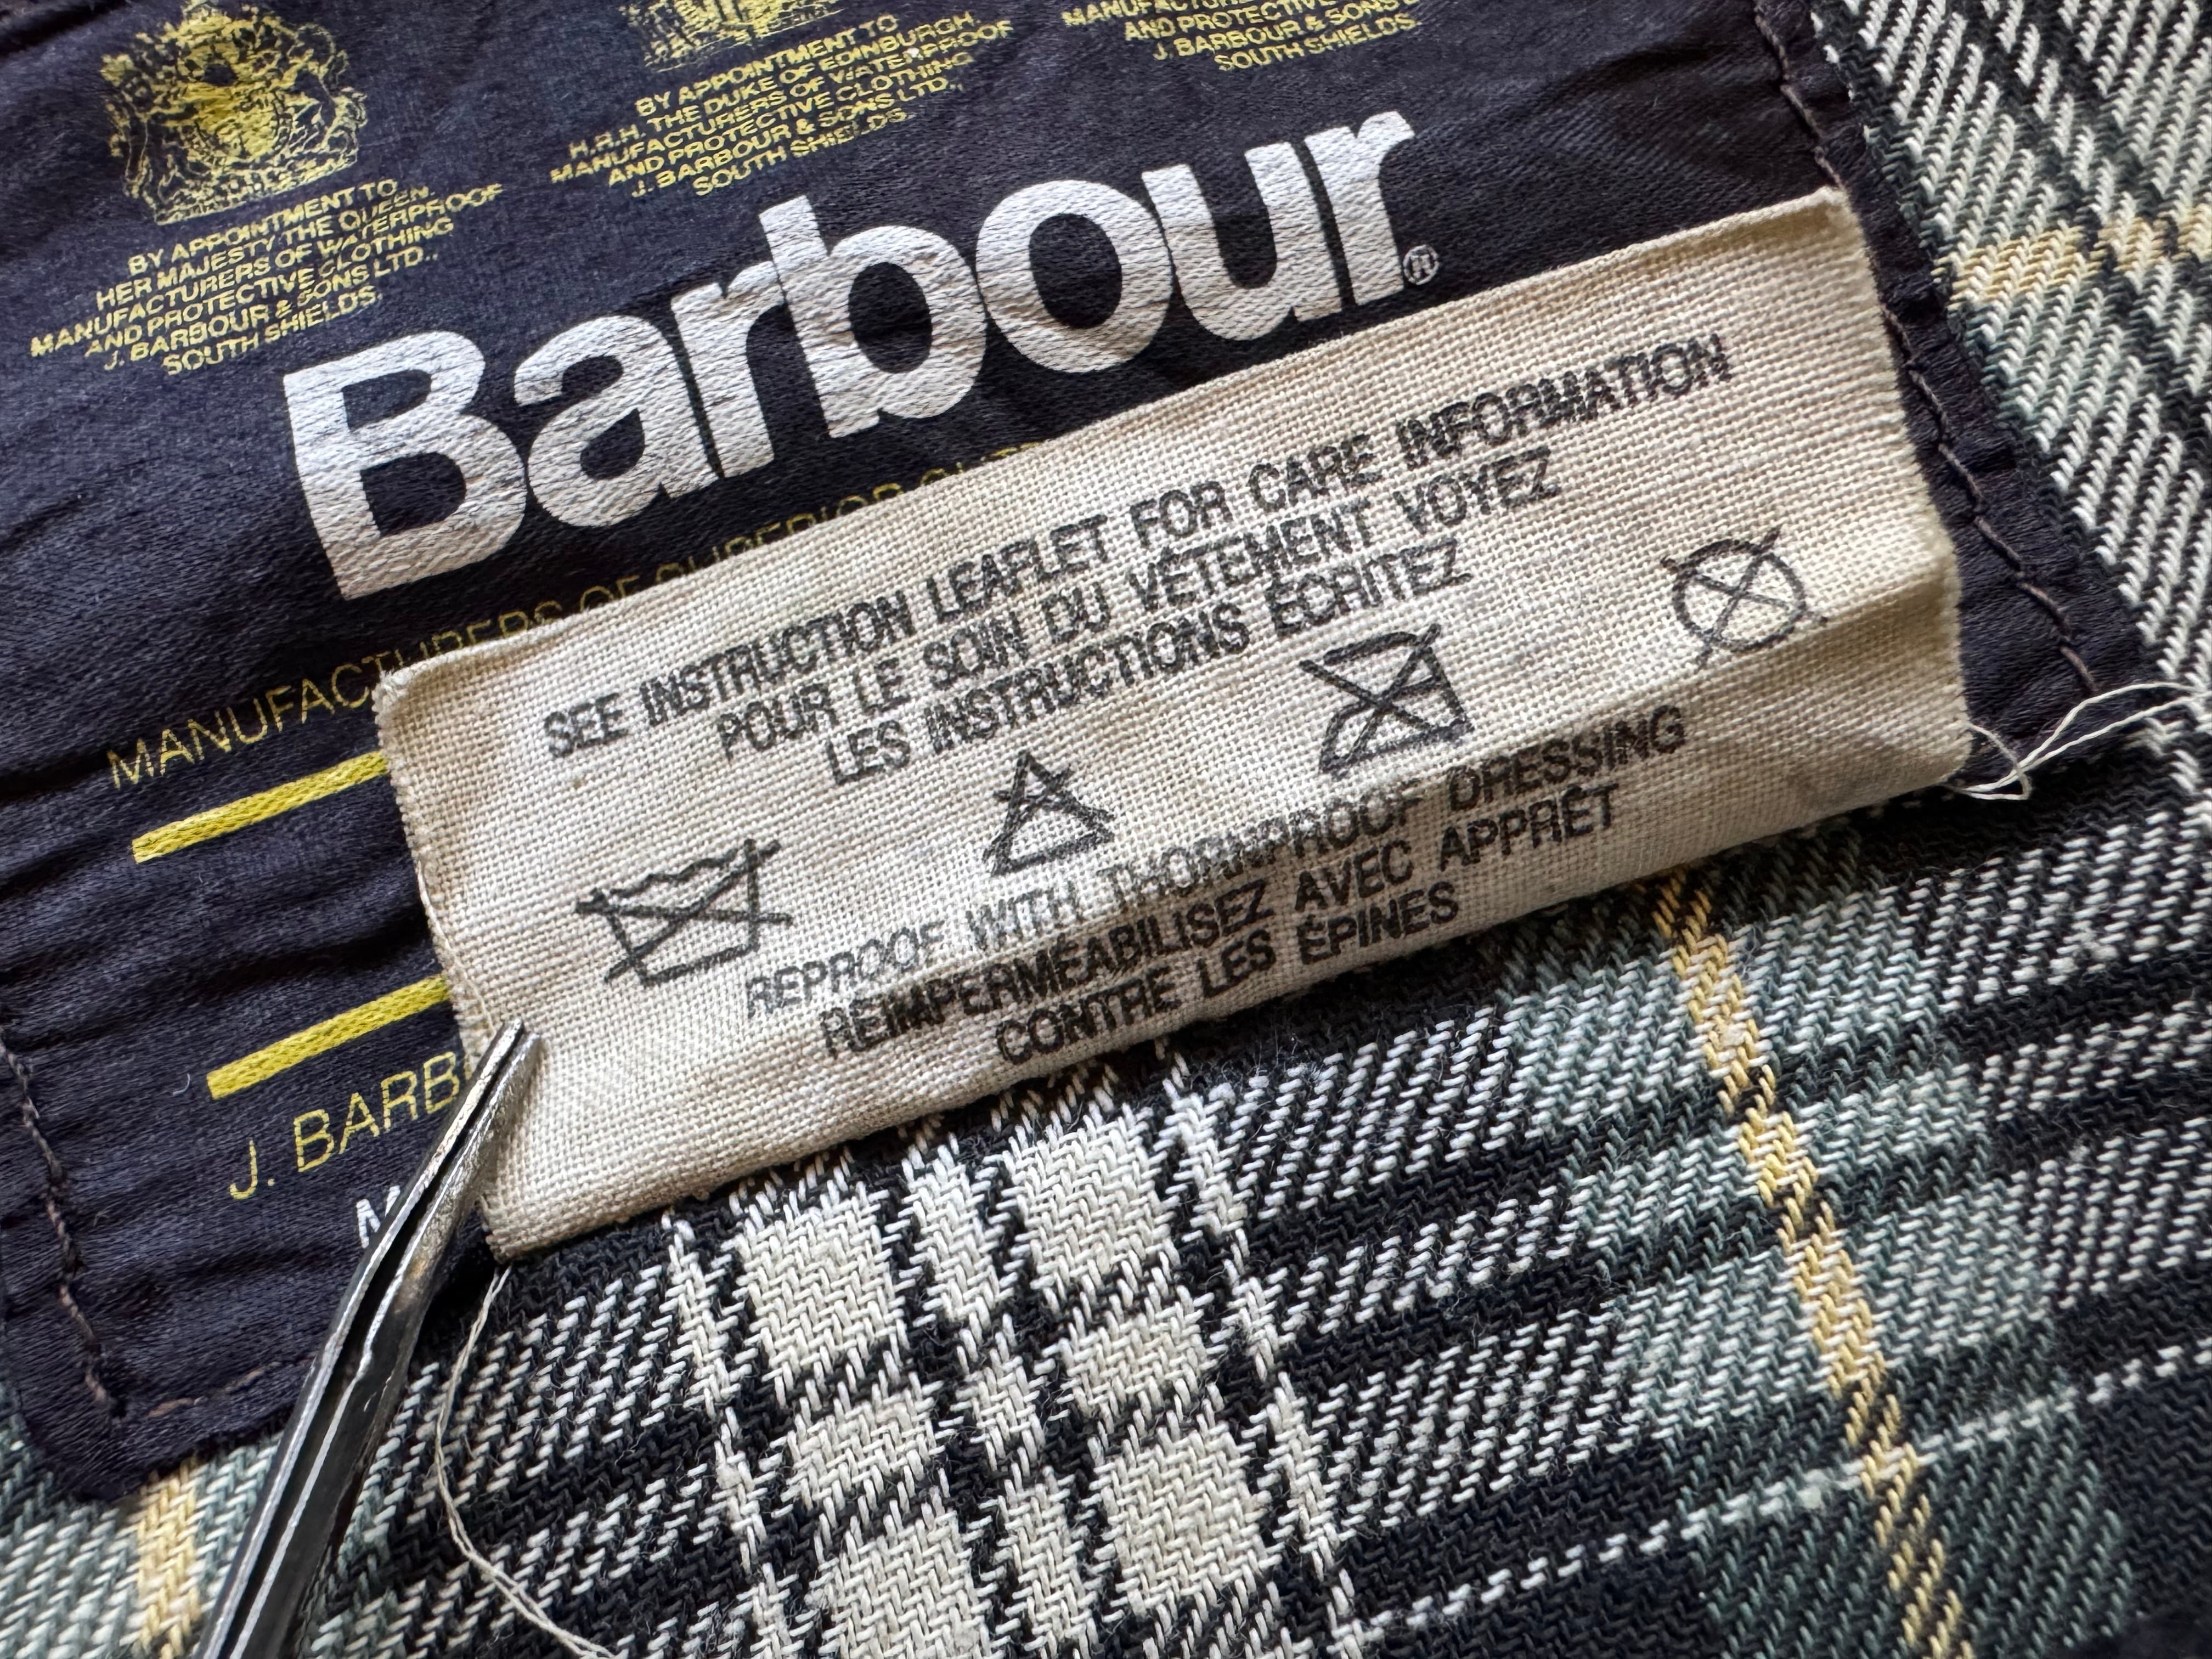 BY APPOINTMENT TO
HER MAJESTY THE QUEEN.
MANUFACTURERS OF WATERPROOF
AND PROTECTIVE CLOTHING
J. BARBOUR & SONS LTD.,
SOUTH SHIELDS.
BY APPOINTMENT TO
H.R.H. THE DUKE OF EDINBURGH.
MANUFACTURERS OF WATERPROOF
AND PROTECTIVE CLOTHING
J. BARBOUR & SONS LTD.,
SOUTH SHIELDS.
AND PROTECTIVE
J. BARBOUR & SONS
SOUTH SHIELDS.
Barbour®
MANUFACTURERS OF SUPERIOR
J. BARB
SEE INSTRUCTION LEAFLET FOR CARE INFORMATION
POUR LE SOIN DU VÊTEMENT VOYEZ
LES INSTRUCTIONS ÉCRITEZ
REPROOF WITH THORNPROOF DRESSING
RÉIMPERMÉABILISEZ AVEC APPRÊT
CONTRE LES ÉPINES